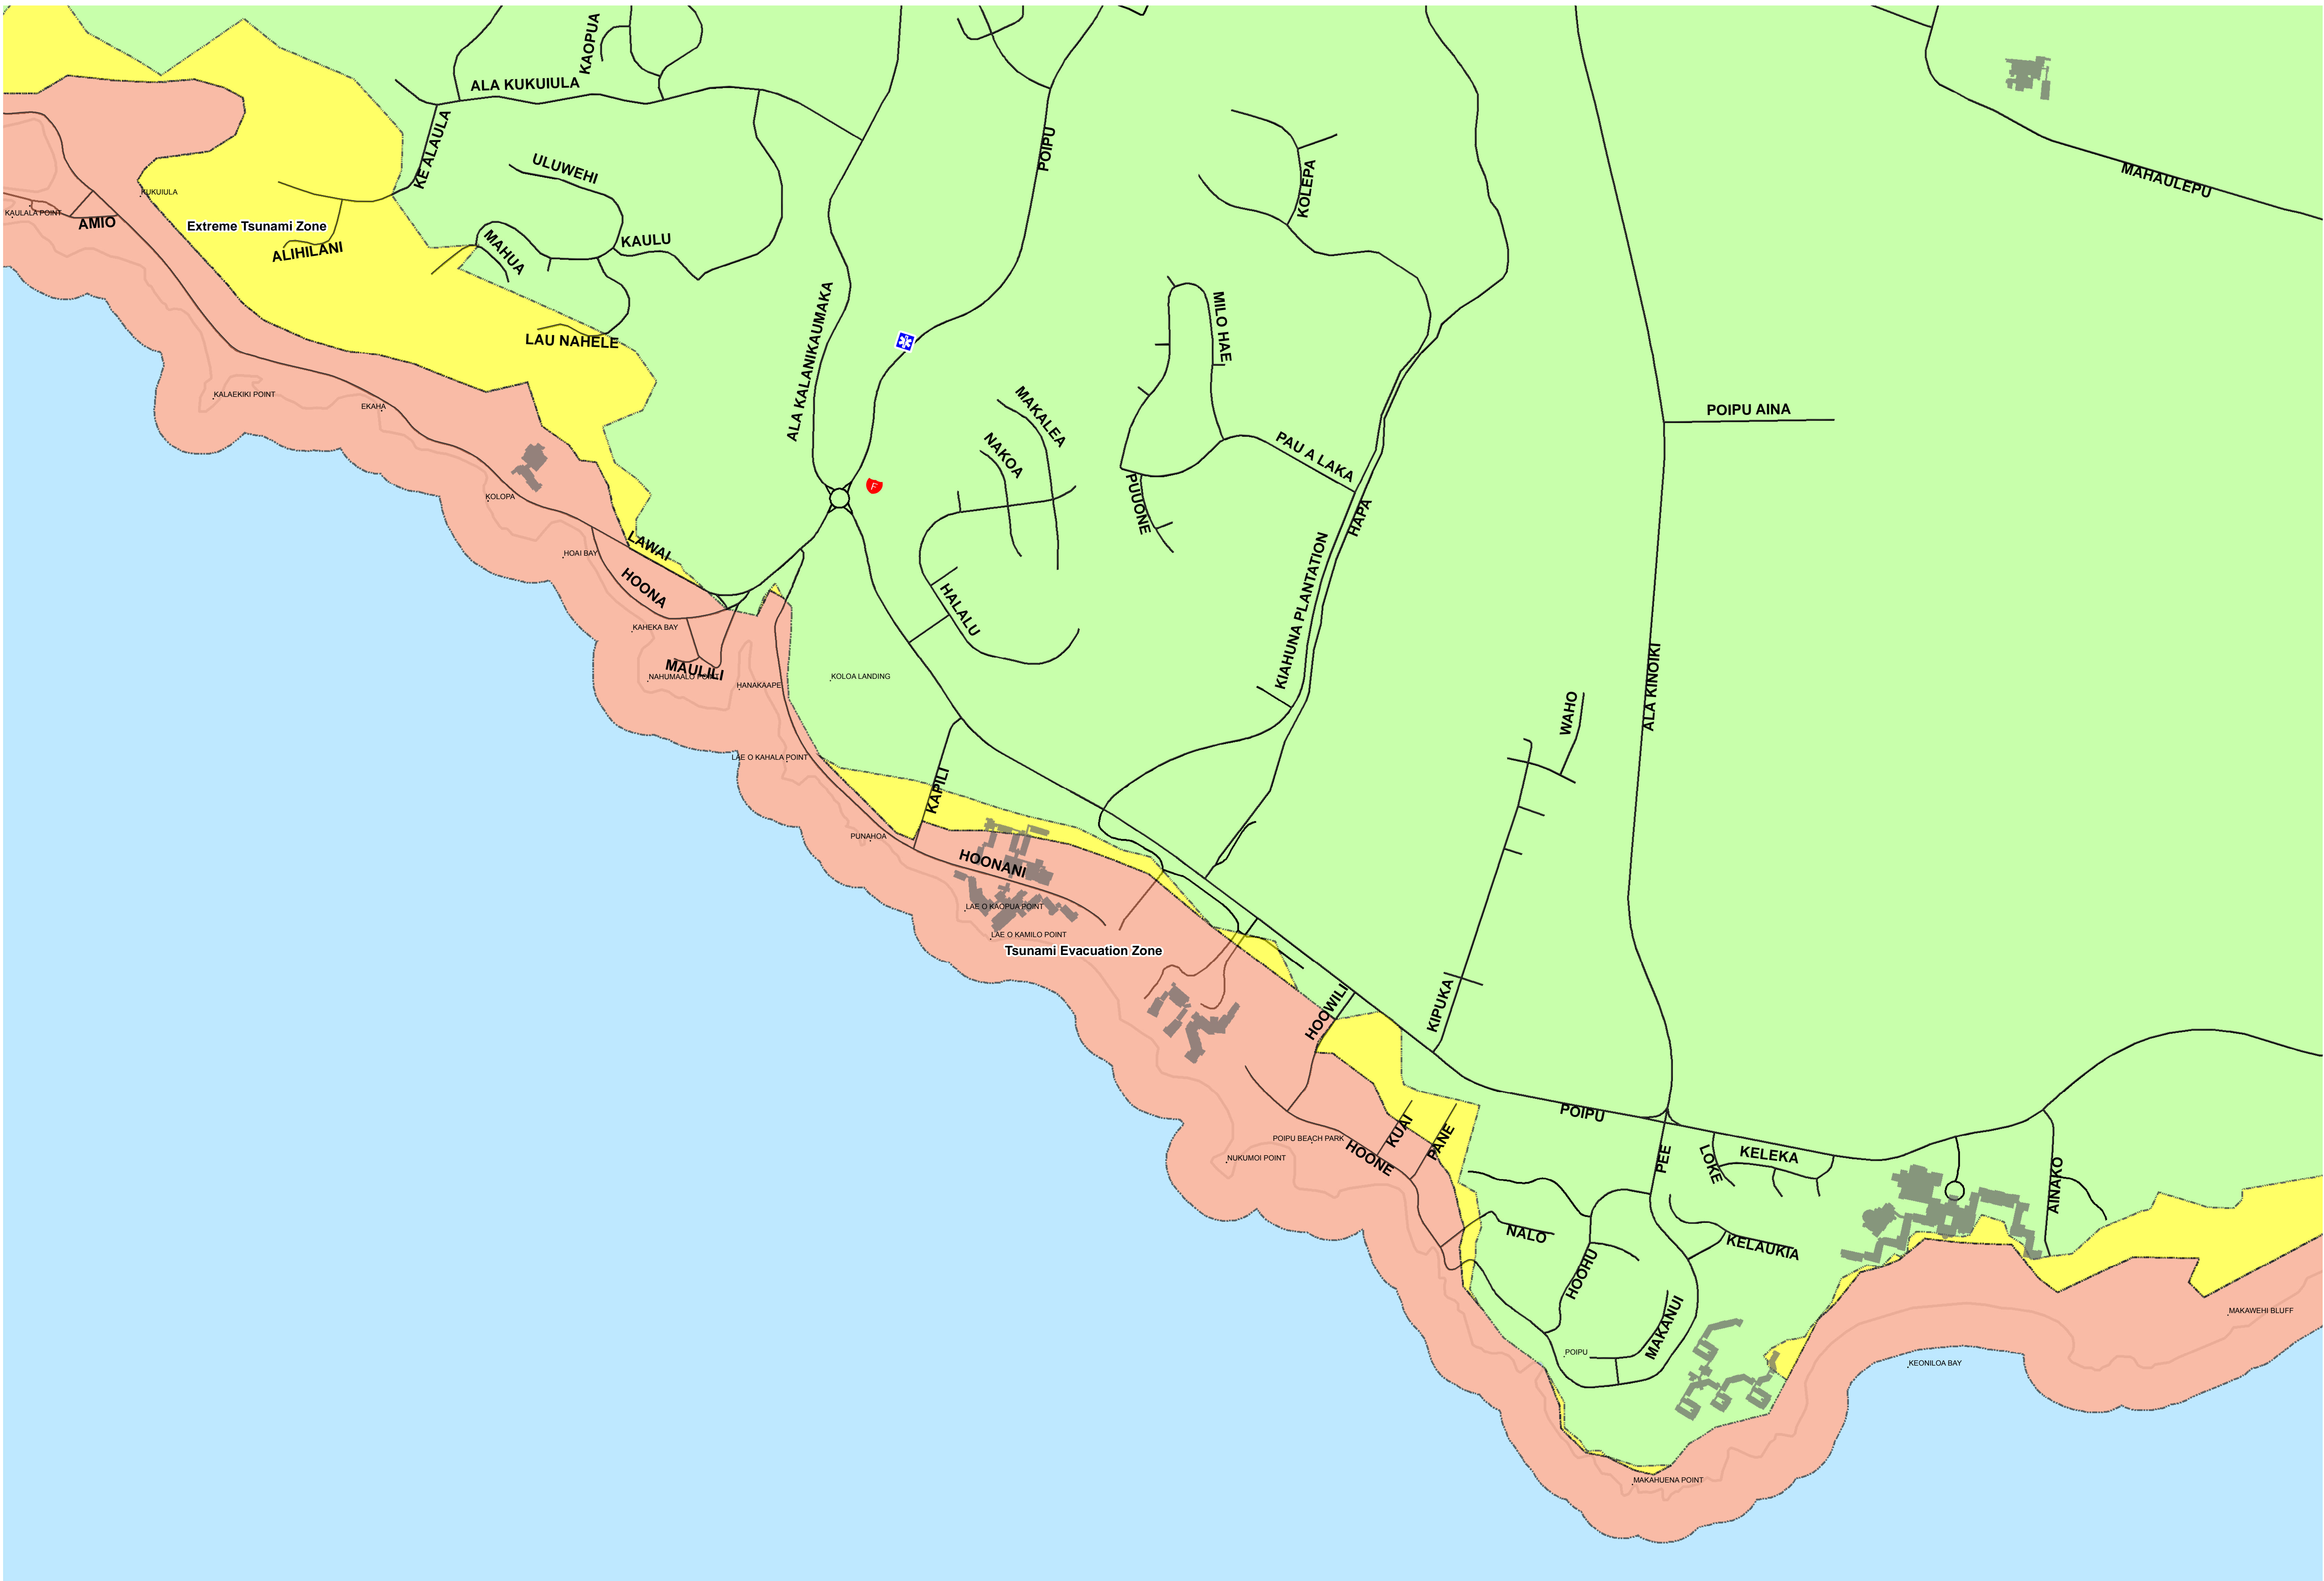 KAOPUA
ALA KUKUIULA
KE ALAULA
ULUWEHI
POIPU
KOLEPA
MAHAULEPU
KUKUIULA
KAULALA POINT
AMIO
Extreme Tsunami Zone
ALIHILANI
MAHUA
KAULU
LAU NAHELE
ALA KALANIKAUMAKA
MILO HAE
KALAEKIKI POINT
EKAHA
MAKALEA
NAKOA
POIPU AINA
PAU A LAKA
PUUONE
F
HAPA
KOLOPA
LAWAI
HOAI BAY
HOONA
HALALU
KIAHUNA PLANTATION
KAHEKA BAY
MAULILI
NAHUMAALO POINT
HANAKAAPE
KOLOA LANDING
ALA KINOIKI
WAHO
LAE O KAHALA POINT
KAPILI
PUNAHOA
HOONANI
LAE O KAOPUA POINT
LAE O KAMILO POINT
Tsunami Evacuation Zone
HOOWILI
KIPUKA
POIPU
KUAI
PANE
POIPU BEACH PARK
HOONE
NUKUMOI POINT
PEE
LOKE
KELEKA
AINAKO
NALO
KELAUKIA
HOOHU
MAKANUI
POIPU
MAKAWEHI BLUFF
KEONILOA BAY
MAKAHUENA POINT